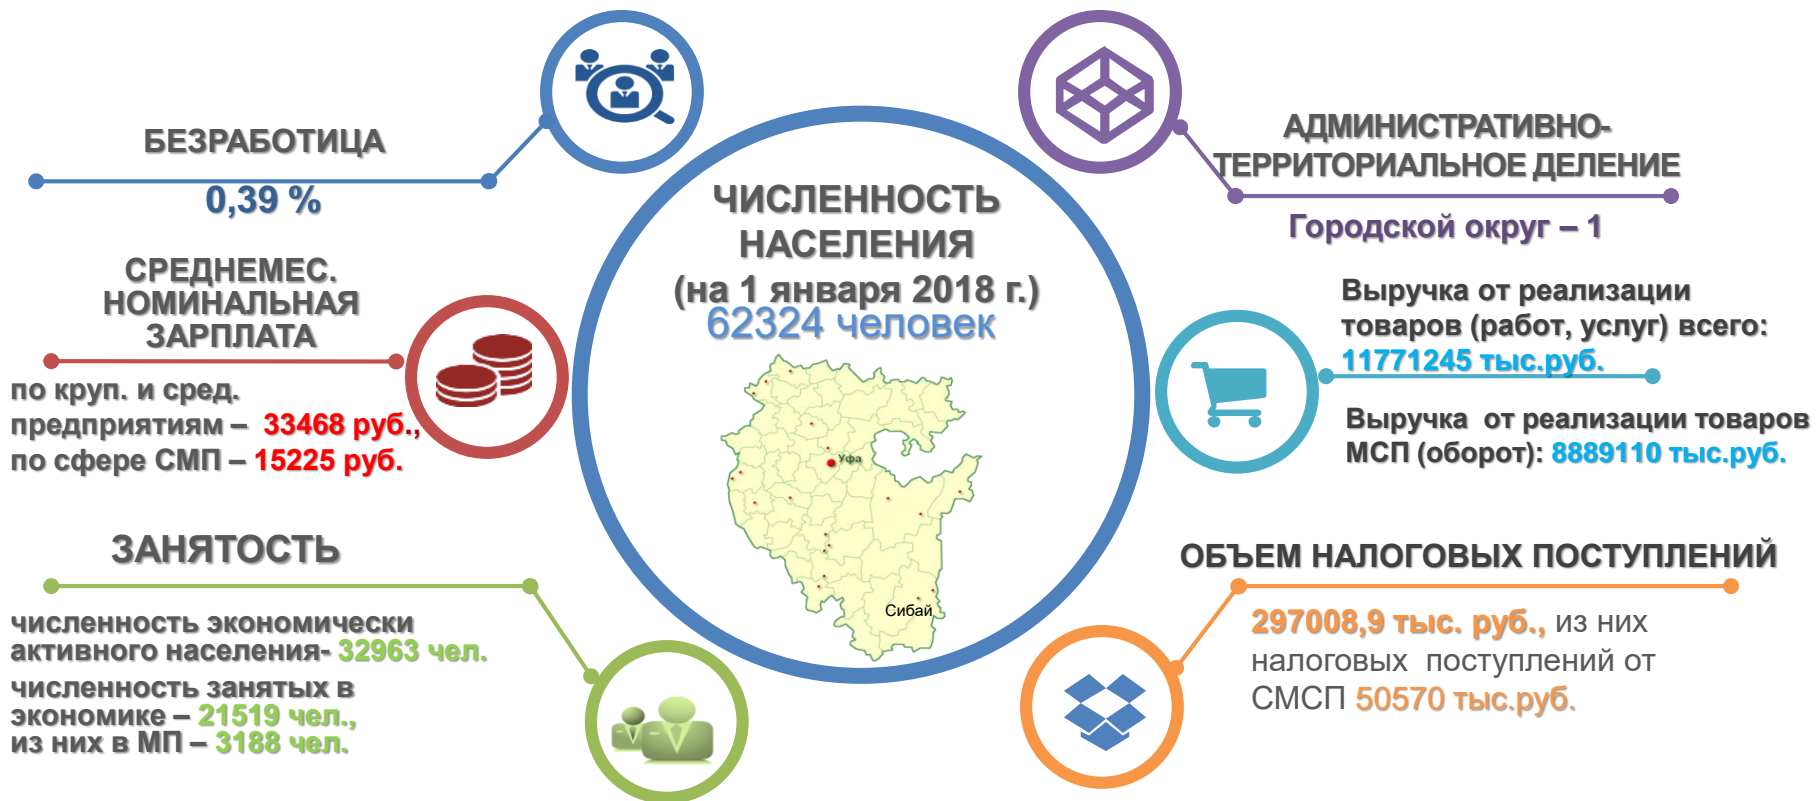 БЕЗРАБОТИЦА
0,39 %
СРЕДНЕМЕС.
НОМИНАЛЬНАЯ
ЗАРПЛАТА
по круп. и сред.
предприятиям – 33468 руб.,
по сфере СМП – 15225 руб.
ЗАНЯТОСТЬ
численность экономически
активного населения- 32963 чел.
численность занятых в
экономике – 21519 чел.,
из них в МП – 3188 чел.
ЧИСЛЕННОСТЬ
НАСЕЛЕНИЯ
(на 1 января 2018 г.)
62324 человек
Уфа
Сибай
АДМИНИСТРАТИВНО-
ТЕРРИТОРИАЛЬНОЕ ДЕЛЕНИЕ
Городской округ – 1
Выручка от реализации
товаров (работ, услуг) всего:
11771245 тыс.руб.
Выручка от реализации товаров
МСП (оборот): 8889110 тыс.руб.
ОБЪЕМ НАЛОГОВЫХ ПОСТУПЛЕНИЙ
297008,9 тыс. руб., из них
налоговых поступлений от
СМСП 50570 тыс.руб.